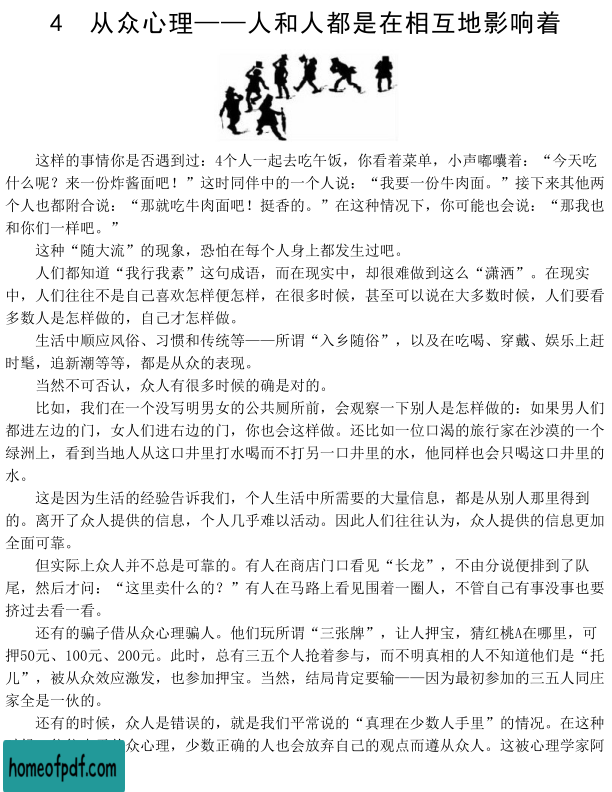 4　从众心理——人和人都是在相互地影响着
这样的事情你是否遇到过：4个人一起去吃午饭，你看着菜单，小声嘟囔着：“今天吃
什么呢？来一份炸酱面吧！”这时同伴中的一个人说：“我要一份牛肉面。”接下来其他两
个人也都附合说：“那就吃牛肉面吧！挺香的。”在这种情况下，你可能也会说：“那我也
和你们一样吧。”
这种“随大流”的现象，恐怕在每个人身上都发生过吧。
人们都知道“我行我素”这句成语，而在现实中，却很难做到这么“潇洒”。在现实
中，人们往往不是自己喜欢怎样便怎样，在很多时候，甚至可以说在大多数时候，人们要看
多数人是怎样做的，自己才怎样做。
生活中顺应风俗、习惯和传统等——所谓“入乡随俗”，以及在吃喝、穿戴、娱乐上赶
时髦，追新潮等等，都是从众的表现。
当然不可否认，众人有很多时候的确是对的。
比如，我们在一个没写明男女的公共厕所前，会观察一下别人是怎样做的；如果男人们
都进左边的门，女人们进右边的门，你也会这样做。还比如一位口渴的旅行家在沙漠的一个
绿洲上，看到当地人从这口井里打水喝而不打另一口井里的水，他同样也会只喝这口井里的
水。
这是因为生活的经验告诉我们，个人生活中所需要的大量信息，都是从别人那里得到
的。离开了众人提供的信息，个人几乎难以活动。因此人们往往认为，众人提供的信息更加
全面可靠。
但实际上众人并不总是可靠的。有人在商店门口看见“长龙”，不由分说便排到了队
尾，然后才问：“这里卖什么的？”有人在马路上看见围着一圈人，不管自己有事没事也要
挤过去看一看。
还有的骗子借从众心理骗人。他们玩所谓“三张牌”，让人押宝，猜红桃A在哪里，可
押50元、100元、200元。此时，总有三五个人抢着参与，而不明真相的人不知道他们是“托
儿”，被从众效应激发，也参加押宝。当然，结局肯定要输——因为最初参加的三五人同庄
家全是一伙的。
还有的时候，众人是错误的，就是我们平常说的“真理在少数人手里”的情况。在这种
众心理，少数正确的人也会放弃自己的观点而遵从众人。这被心理学家阿
homeofpdf.com